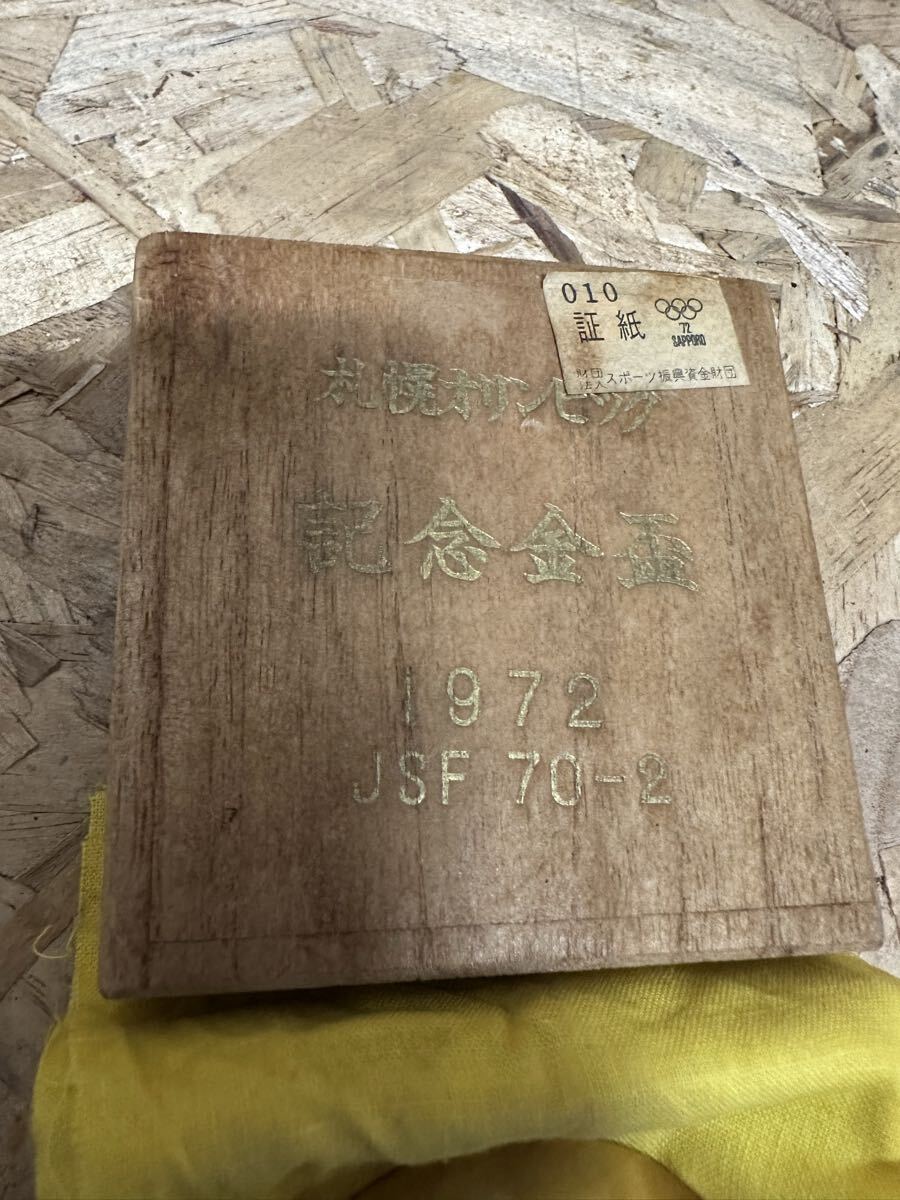 010
証紙
'72
SAPPORO
財団法人スポーツ振興資金財団
札幌オリンピック
記念金盃
1972
JSF 70-2